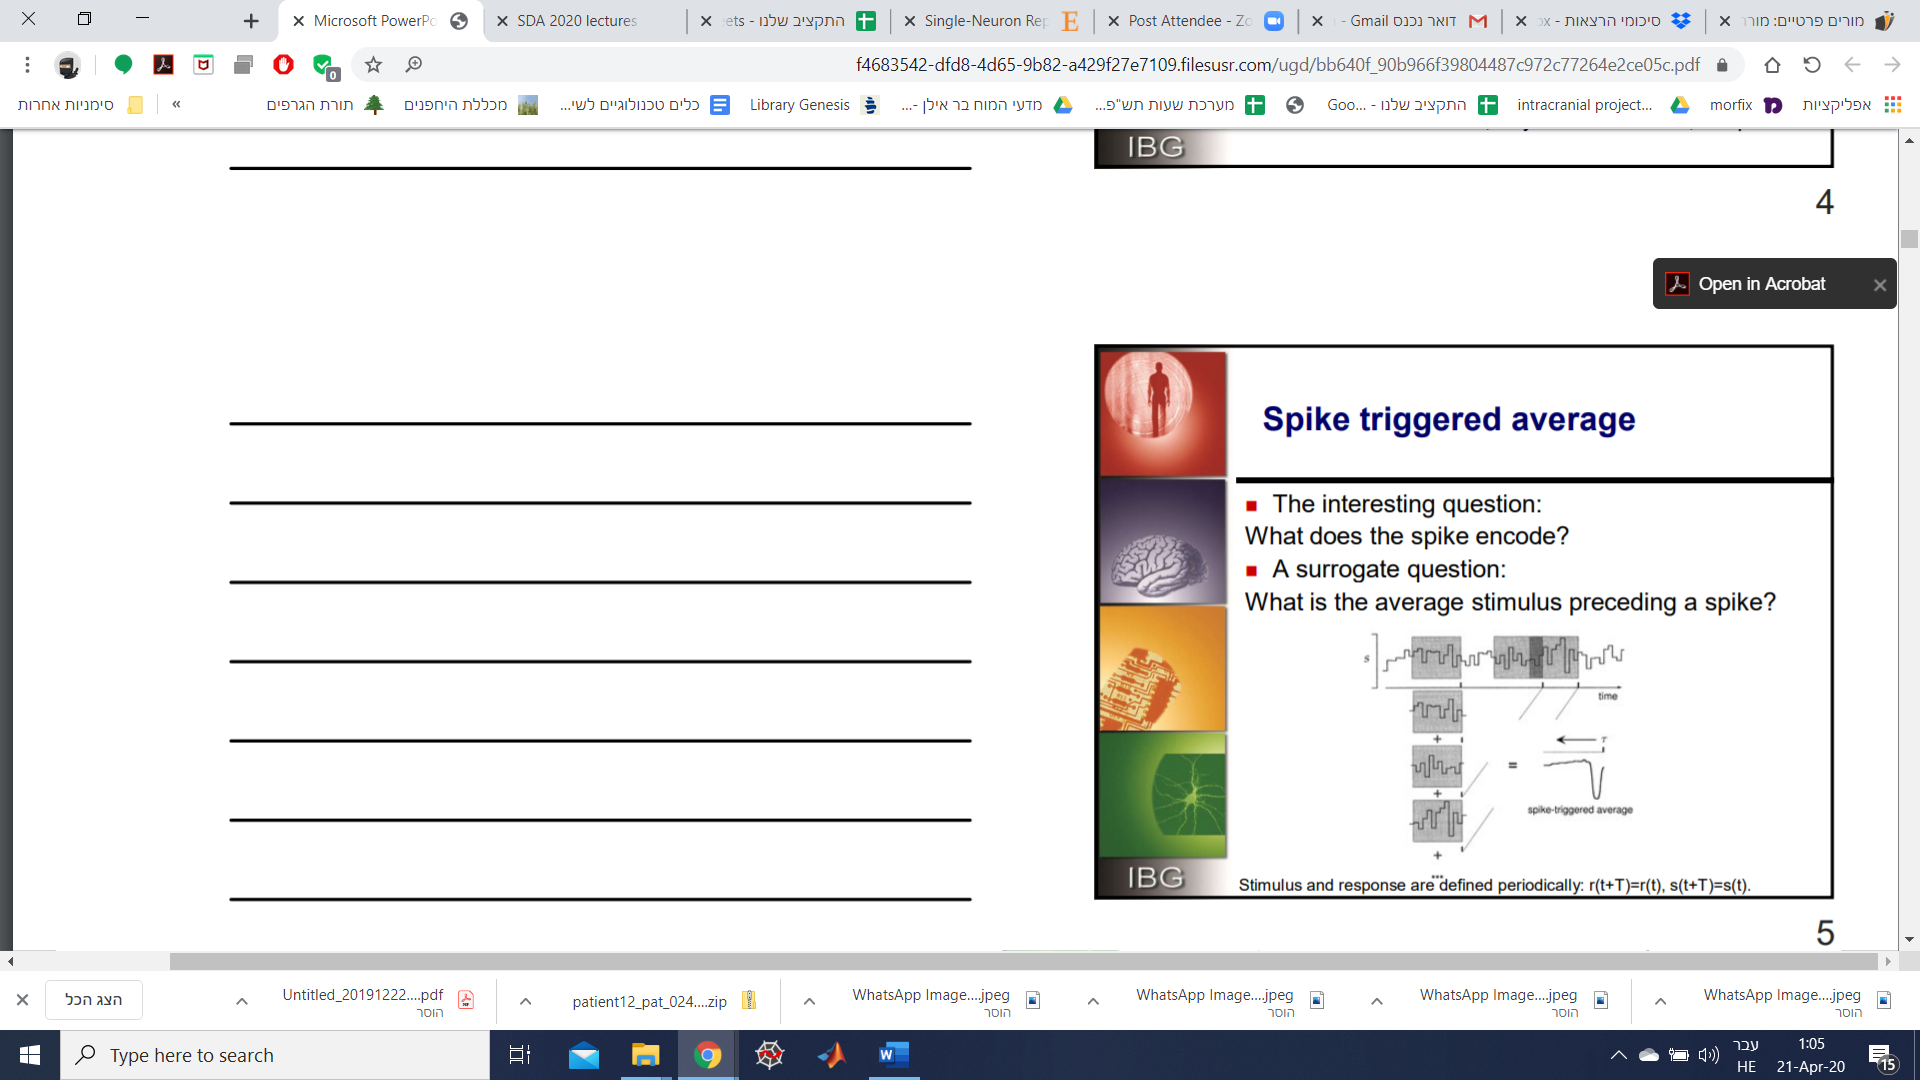 Microsoft PowerPo
SDA 2020 lectures
התקציב שלנו - ets
Single-Neuron Rep
Post Attendee - Zo
דואר נכנס - Gmail
סיכומי הרצאות - ox
מורים פרטיים: מורה
f4683542-dfd8-4d65-9b82-a429f27e7109.filesusr.com/ugd/bb640f_90b966f39804487c972c77264e2ce05c.pdf
0
אפליקציות
morfix
intracranial project...
התקציב שלנו - Goo...
מערכת שעות תש"פ...
מדעי המוח בר אילן -...
Library Genesis
כלים טכנולוגיים לשי...
מכללת היחפנים
תורת הגרפים
«
סימניות אחרות
IBG
4
Open in Acrobat
Spike triggered average
The interesting question:
What does the spike encode?
A surrogate question:
What is the average stimulus preceding a spike?
s
time
+
τ
=
+
spike-triggered average
+
...
IBG
Stimulus and response are defined periodically: r(t+T)=r(t), s(t+T)=s(t).
5
הצג הכל
Untitled_20191222....pdf
הוסר
patient12_pat_024....zip
WhatsApp Image....jpeg
הוסר
WhatsApp Image....jpeg
הוסר
WhatsApp Image....jpeg
הוסר
WhatsApp Image....jpeg
הוסר
Type here to search
עבר
HE
1:05
21-Apr-20
15